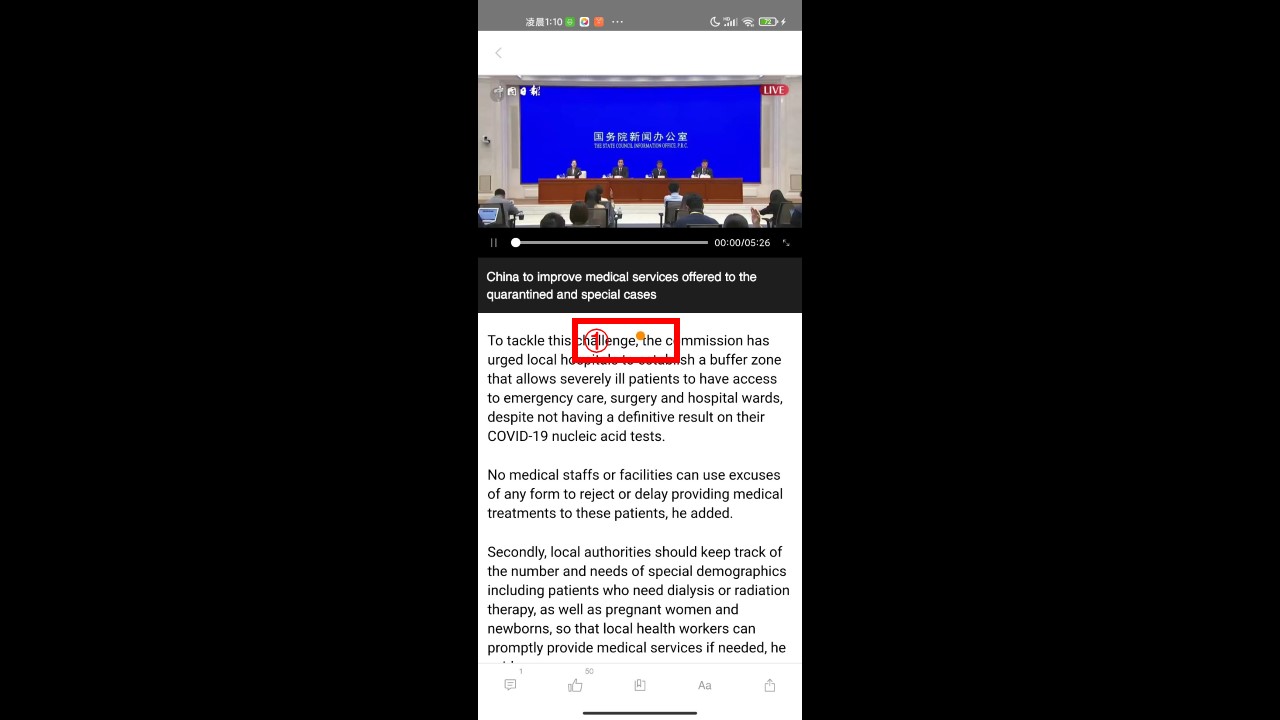 凌晨1:10
HD
72
中国日报
LIVE
国务院新闻办公室
THE STATE COUNCIL INFORMATION OFFICE, P.R.C.
00:00/05:26
China to improve medical services offered to the
quarantined and special cases
①
To tackle this challenge, the commission has
urged local hospitals to establish a buffer zone
that allows severely ill patients to have access
to emergency care, surgery and hospital wards,
despite not having a definitive result on their
COVID-19 nucleic acid tests.
No medical staffs or facilities can use excuses
of any form to reject or delay providing medical
treatments to these patients, he added.
Secondly, local authorities should keep track of
the number and needs of special demographics
including patients who need dialysis or radiation
therapy, as well as pregnant women and
newborns, so that local health workers can
promptly provide medical services if needed, he
1
50
Aa